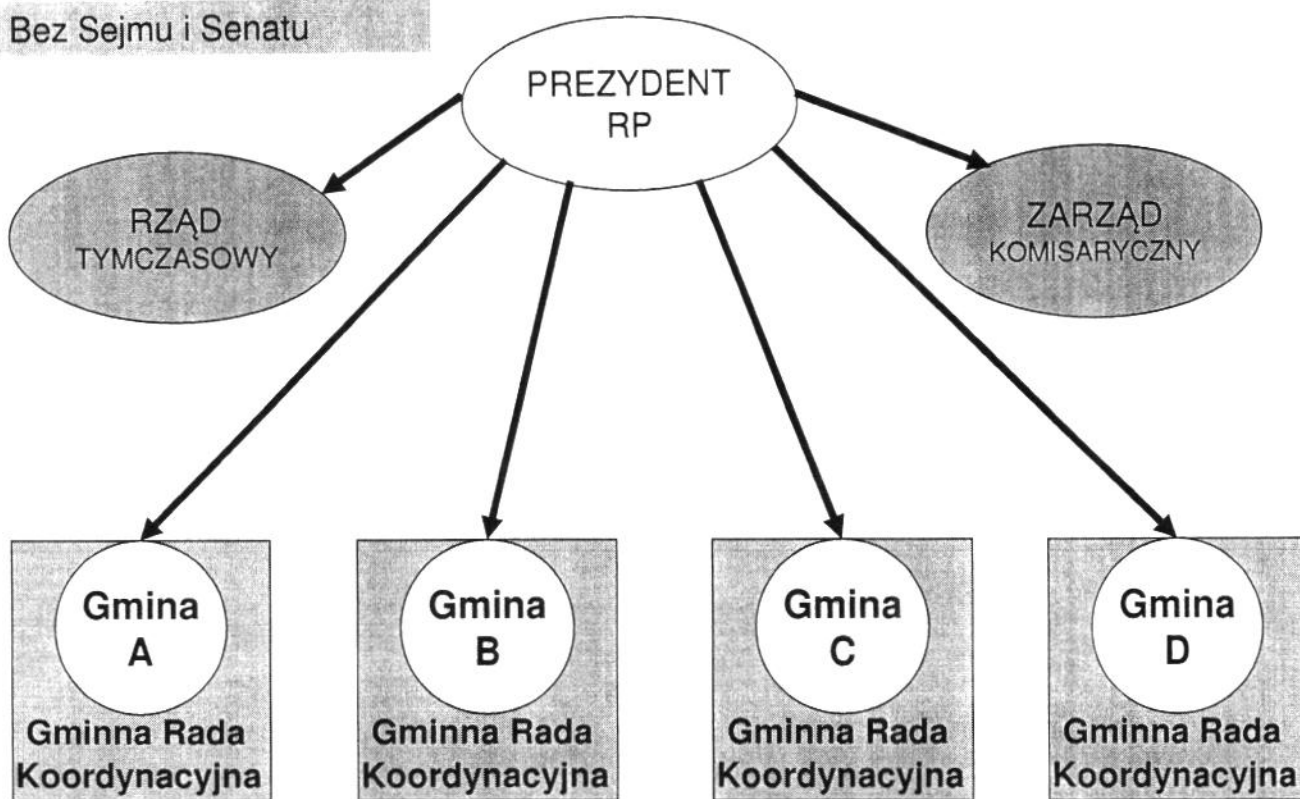 Bez Sejmu i Senatu
PREZYDENT
RP
RZĄD
TYMCZASOWY
ZARZĄD
KOMISARYCZNY
Gmina
A
Gminna Rada
Koordynacyjna
Gmina
B
Gminna Rada
Koordynacyjna
Gmina
C
Gminna Rada
Koordynacyjna
Gmina
D
Gminna Rada
Koordynacyjna